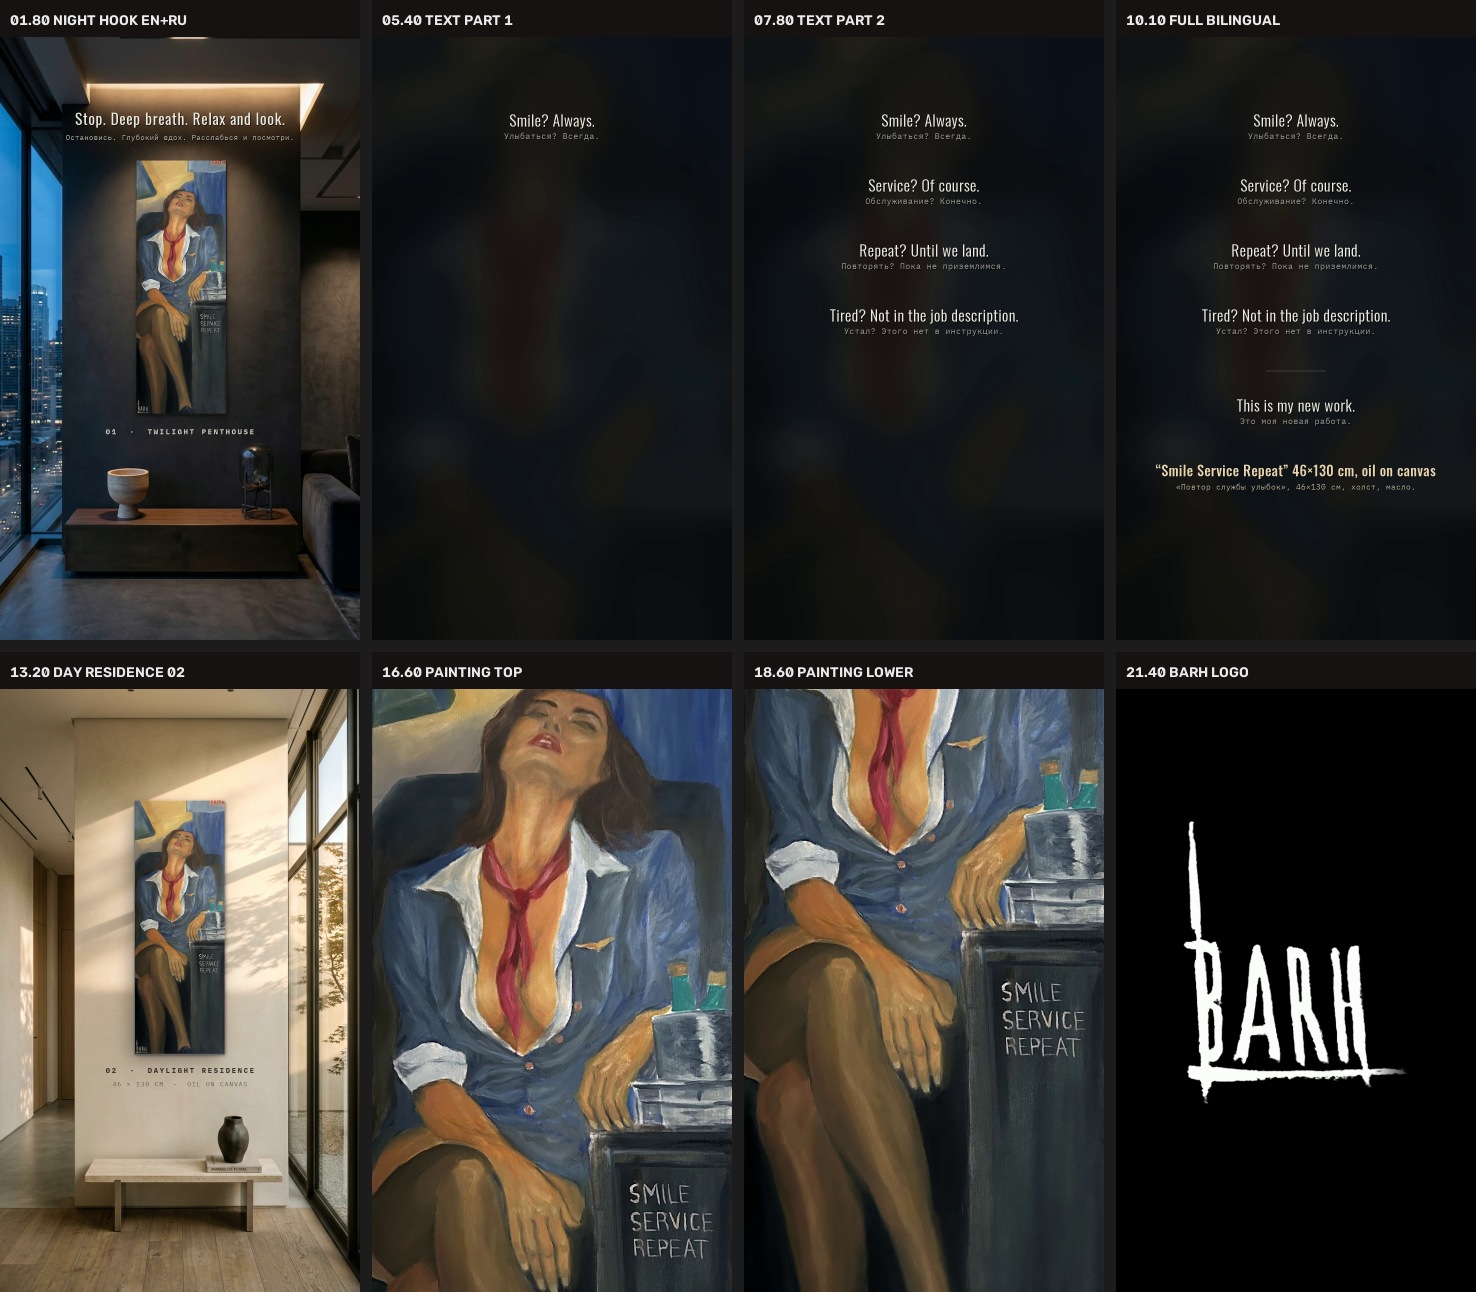 01.80 NIGHT HOOK EN+RU
Stop. Deep breath. Relax and look.
Остановись. Глубокий вдох. Расслабься и посмотри.
SMILE
SERVICE
REPEAT
BARH
01 · TWILIGHT PENTHOUSE
05.40 TEXT PART 1
Smile? Always.
Улыбаться? Всегда.
07.80 TEXT PART 2
Smile? Always.
Улыбаться? Всегда.
Service? Of course.
Обслуживание? Конечно.
Repeat? Until we land.
Повторять? Пока не приземлимся.
Tired? Not in the job description.
Устал? Этого нет в инструкции.
10.10 FULL BILINGUAL
Smile? Always.
Улыбаться? Всегда.
Service? Of course.
Обслуживание? Конечно.
Repeat? Until we land.
Повторять? Пока не приземлимся.
Tired? Not in the job description.
Устал? Этого нет в инструкции.
This is my new work.
Это моя новая работа.
“Smile Service Repeat” 46×130 cm, oil on canvas
«Повтор службы улыбок», 46×130 см, холст, масло.
13.20 DAY RESIDENCE 02
EXIT
SMILE
SERVICE
REPEAT
BARH
02 · DAYLIGHT RESIDENCE
46 × 130 CM · OIL ON CANVAS
16.60 PAINTING TOP
SMILE
SERVICE
REPEAT
18.60 PAINTING LOWER
SMILE
SERVICE
REPEAT
21.40 BARH LOGO
BARH